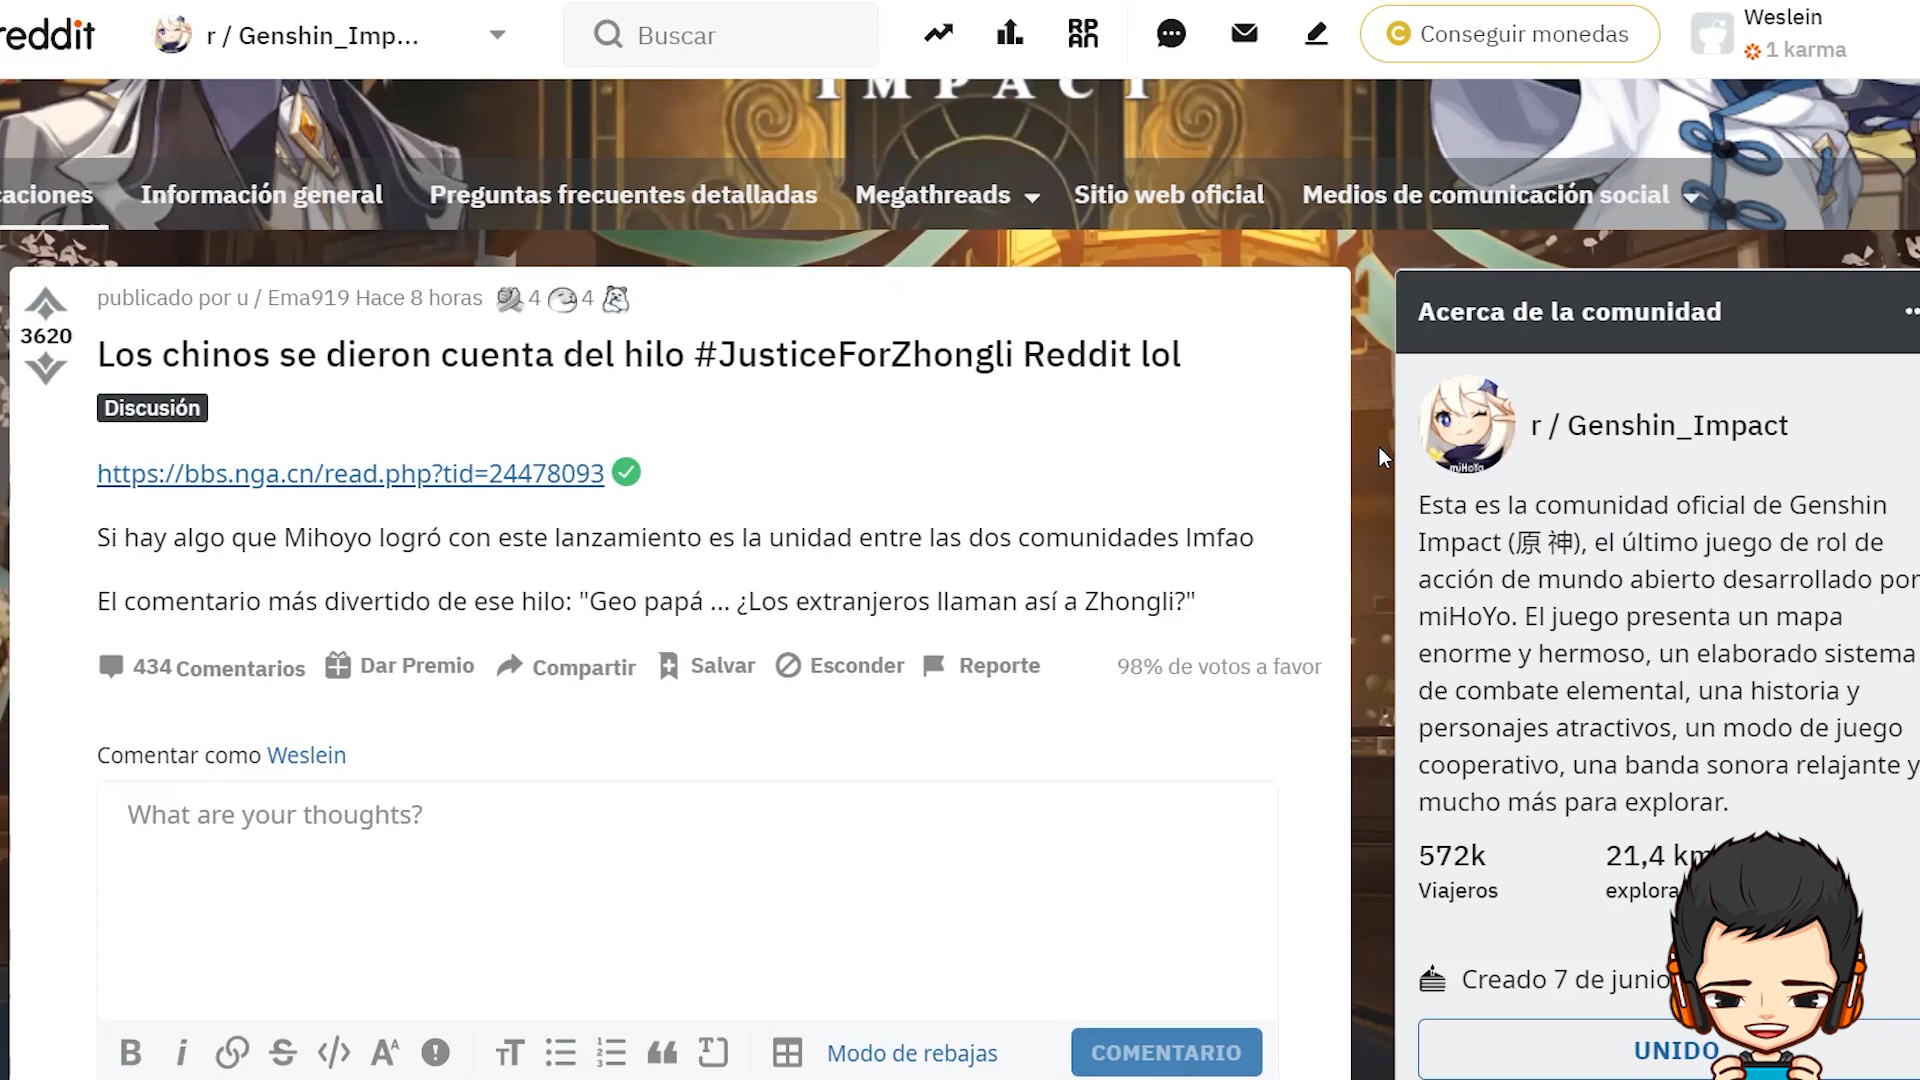 reddit
r / Genshin_Imp...
Buscar
RPAN
Conseguir monedas
Weslein
1 karma
IMPACT
caciones
Información general
Preguntas frecuentes detalladas
Megathreads
Sitio web oficial
Medios de comunicación social
publicado por u / Ema919 Hace 8 horas 4 4
3620
Los chinos se dieron cuenta del hilo #JusticeForZhongli Reddit lol
Discusión
https://bbs.nga.cn/read.php?tid=24478093
Si hay algo que Mihoyo logró con este lanzamiento es la unidad entre las dos comunidades lmfao
El comentario más divertido de ese hilo: "Geo papá ... ¿Los extranjeros llaman así a Zhongli?"
434 Comentarios
Dar Premio
Compartir
Salvar
Esconder
Reporte
98% de votos a favor
Comentar como Weslein
What are your thoughts?
Modo de rebajas
COMENTARIO
Acerca de la comunidad
miHoYo
r / Genshin_Impact
Esta es la comunidad oficial de Genshin
Impact (原 神), el último juego de rol de
acción de mundo abierto desarrollado por
miHoYo. El juego presenta un mapa
enorme y hermoso, un elaborado sistema
de combate elemental, una historia y
personajes atractivos, un modo de juego
cooperativo, una banda sonora relajante y
mucho más para explorar.
572k
Viajeros
21,4 km
explora
Creado 7 de junio
UNIDO